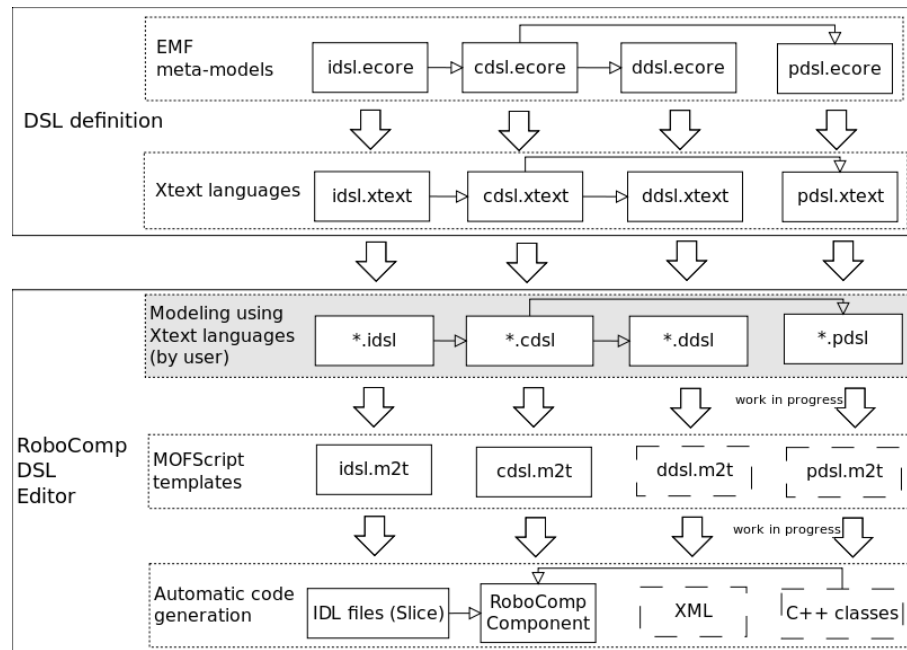 EMF
meta-models
idsl.ecore
cdsl.ecore
ddsl.ecore
pdsl.ecore
DSL definition
Xtext languages
idsl.xtext
cdsl.xtext
ddsl.xtext
pdsl.xtext
Modeling using
Xtext languages
(by user)
*.idsl
*.cdsl
*.ddsl
*.pdsl
work in progress
RoboComp
DSL
Editor
MOFScript
templates
idsl.m2t
cdsl.m2t
ddsl.m2t
pdsl.m2t
work in progress
Automatic code
generation
IDL files (Slice)
RoboComp
Component
XML
C++ classes